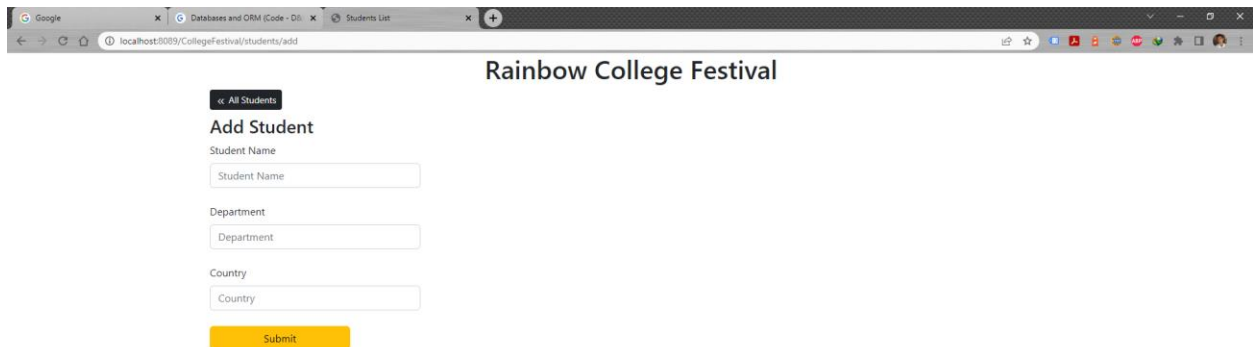 Google
Databases and ORM (Code - DB
Students List
localhost:8089/CollegeFestival/students/add
Rainbow College Festival
« All Students
Add Student
Student Name
Student Name
Department
Department
Country
Country
Submit